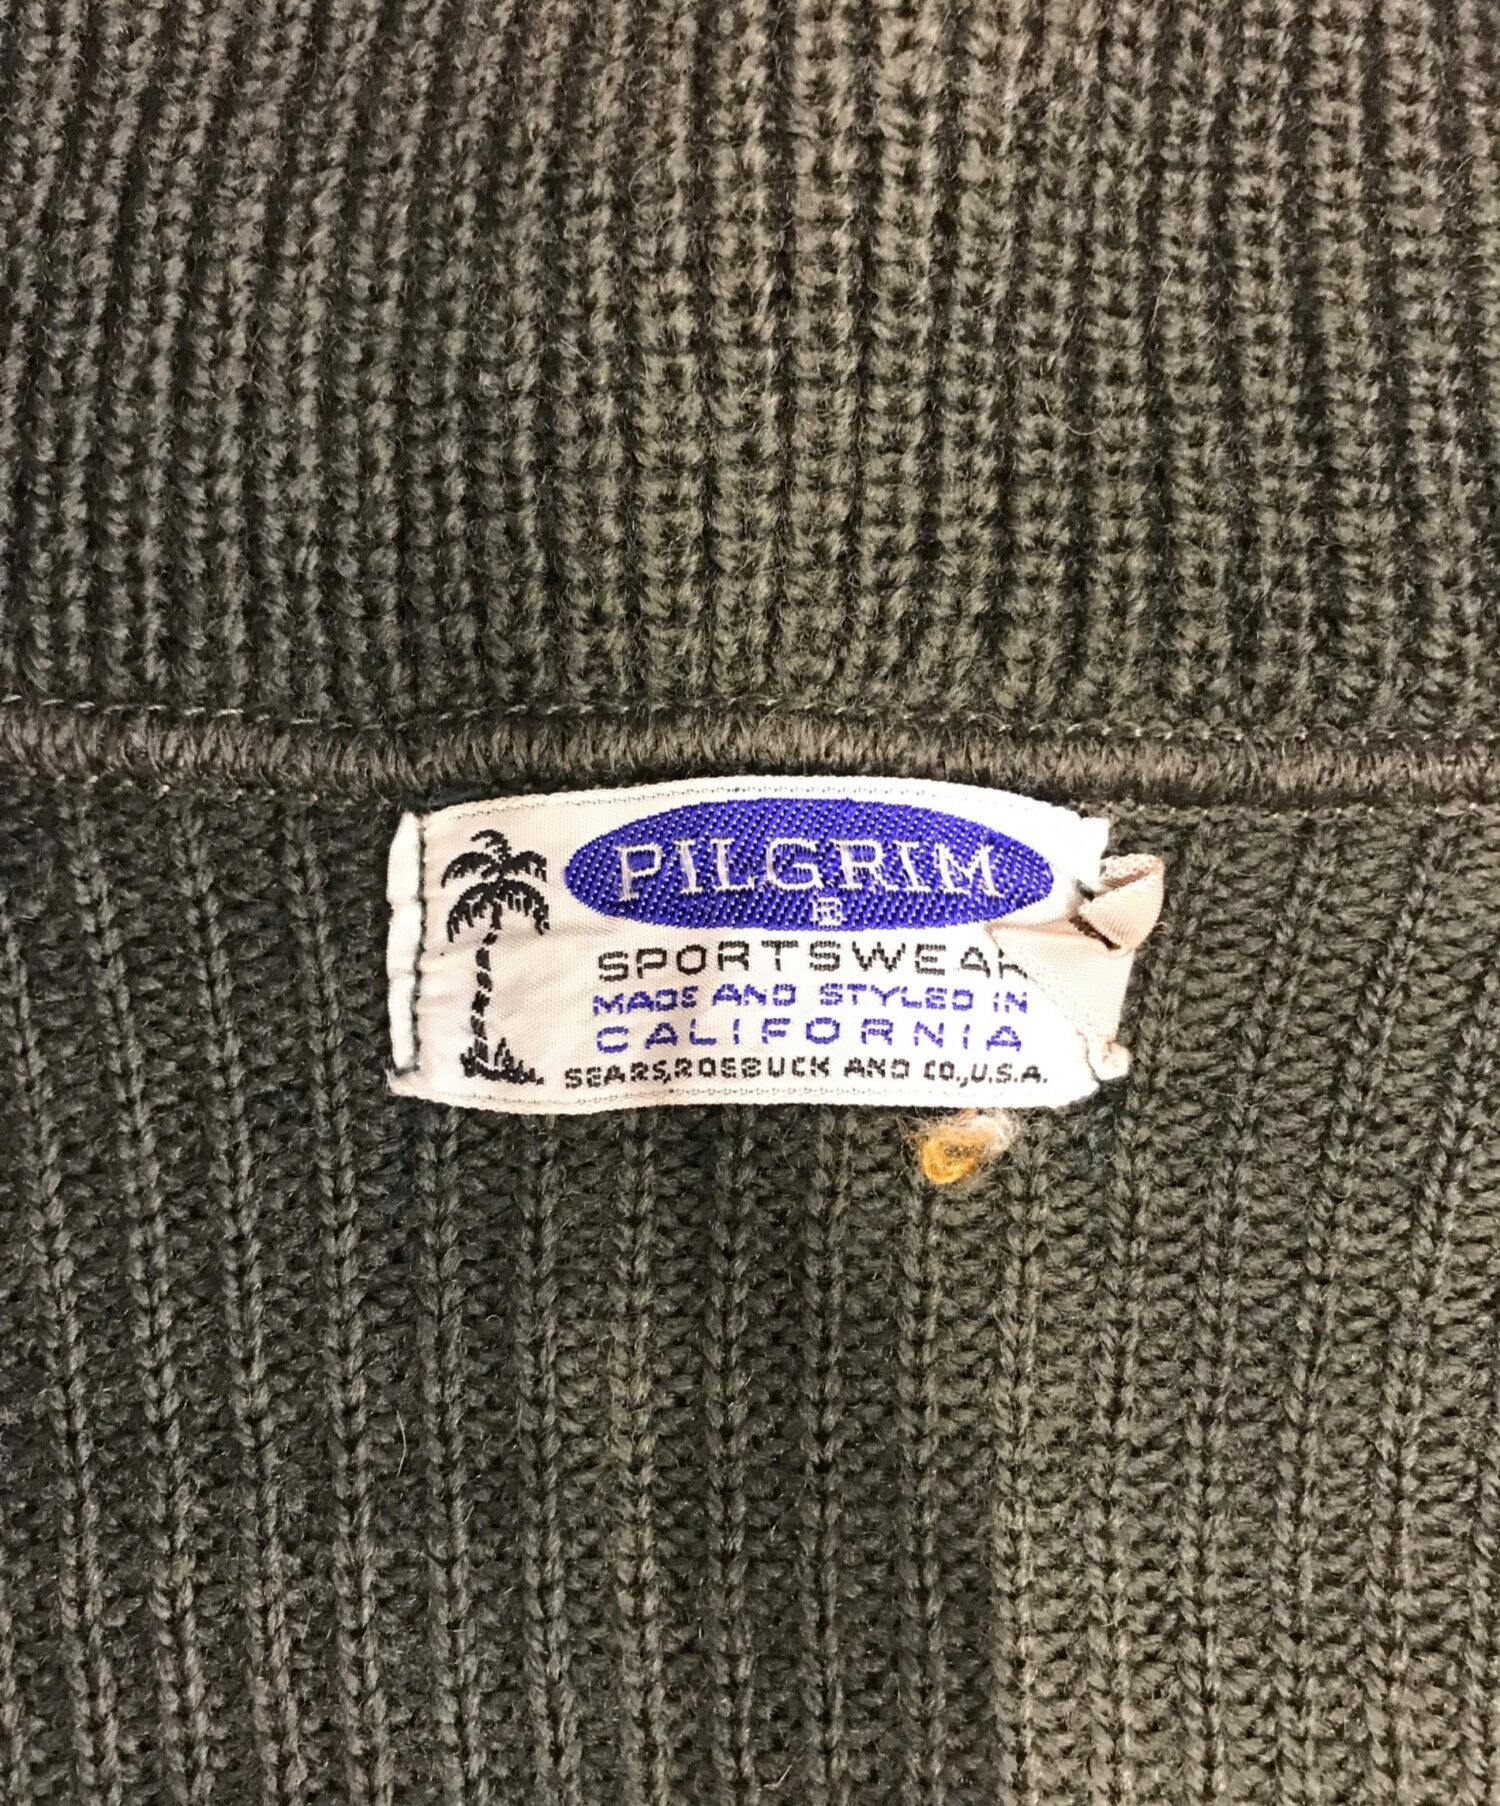 PILGRIM
SPORTSWEAR
MADE AND STYLED IN
CALIFORNIA
SEARS,ROEBUCK AND CO.,U.S.A.